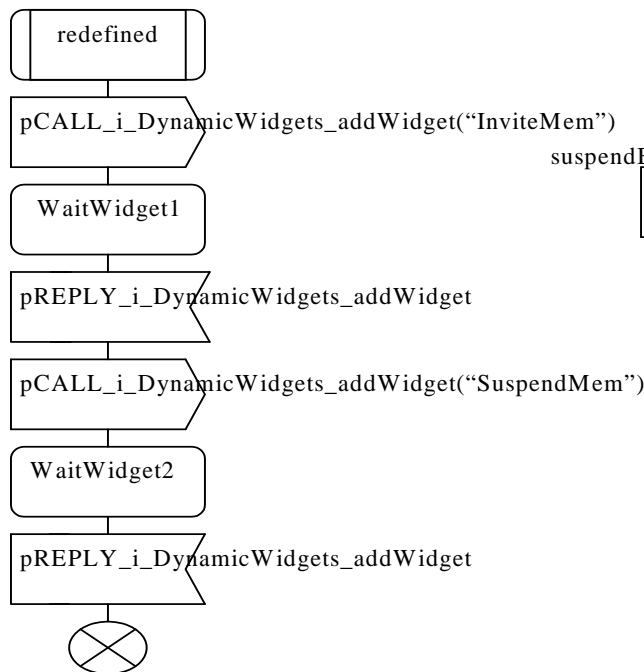 redefined
pCALL_i_DynamicWidgets_addWidget(“InviteMem”)
WaitWidget1
pREPLY_i_DynamicWidgets_addWidget
pCALL_i_DynamicWidgets_addWidget(“SuspendMem”)
WaitWidget2
pREPLY_i_DynamicWidgets_addWidget